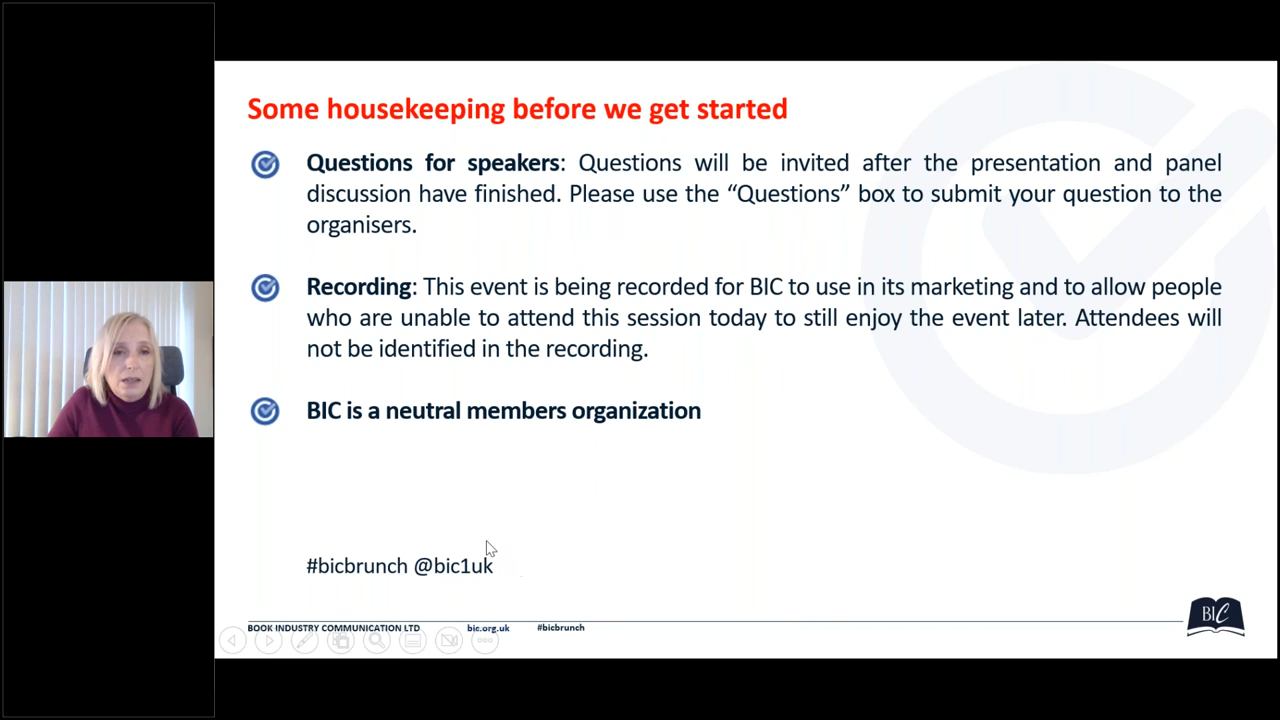 Some housekeeping before we get started
Questions for speakers: Questions will be invited after the presentation and panel
discussion have finished. Please use the “Questions” box to submit your question to the
organisers.
Recording: This event is being recorded for BIC to use in its marketing and to allow people
who are unable to attend this session today to still enjoy the event later. Attendees will
not be identified in the recording.
BIC is a neutral members organization
#bicbrunch @bic1uk
BOOK INDUSTRY COMMUNICATION LTD bic.org.uk #bicbrunch
BIC